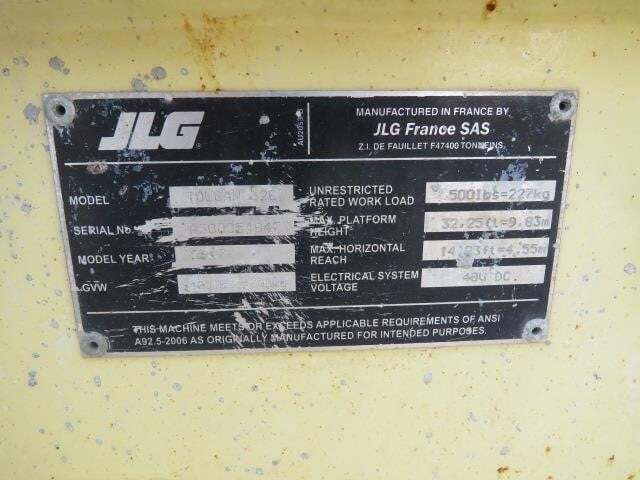 JLG
MANUFACTURED IN FRANCE BY
JLG France SAS
Z.I. DE FAUILLET F47400 TONNEINS
MODEL TOUCAN 32E
SERIAL No.
MODEL YEAR
GVW
UNRESTRICTED
RATED WORK LOAD 500lbs=227kg
MAX. PLATFORM
HEIGHT 32.25ft=9.83m
MAX. HORIZONTAL
REACH 14.93ft=4.55m
ELECTRICAL SYSTEM
VOLTAGE 48V DC
THIS MACHINE MEETS OR EXCEEDS APPLICABLE REQUIREMENTS OF ANSI
A92.5-2006 AS ORIGINALLY MANUFACTURED FOR INTENDED PURPOSES.